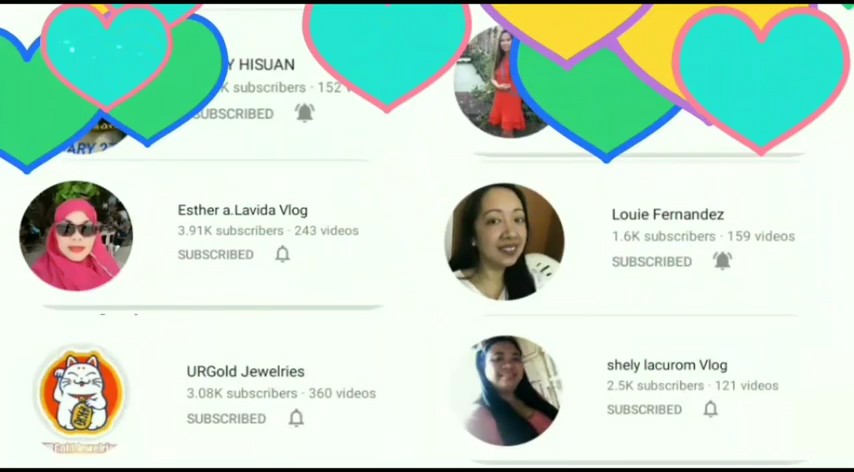 Y HISUAN
K subscribers · 152
SUBSCRIBED
ARY 2
Esther a.Lavida Vlog
3.91K subscribers · 243 videos
SUBSCRIBED
Louie Fernandez
1.6K subscribers · 159 videos
SUBSCRIBED
URGold Jewelries
3.08K subscribers · 360 videos
SUBSCRIBED
shely lacurom Vlog
2.5K subscribers · 121 videos
SUBSCRIBED